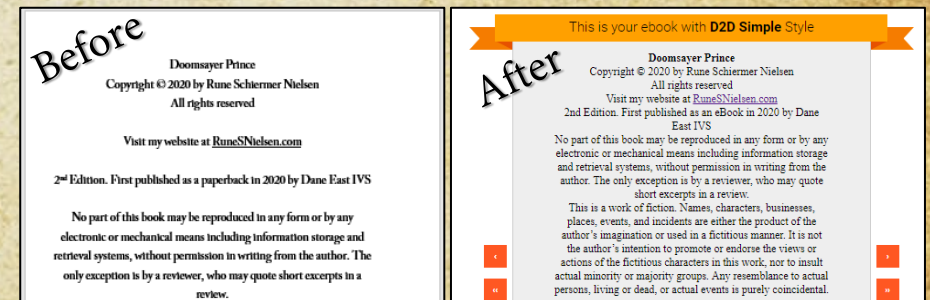 Before
Doomsayer Prince
Copyright © 2020 by Rune Schiermer Nielsen
All rights reserved
Visit my website at RuneSNielsen.com
2nd Edition. First published as a paperback in 2020 by Dane East IVS
No part of this book may be reproduced in any form or by any
electronic or mechanical means including information storage and
retrieval systems, without permission in writing from the author. The
only exception is by a reviewer, who may quote short excerpts in a
review.
This is your ebook with D2D Simple Style
After
Doomsayer Prince
Copyright © 2020 by Rune Schiermer Nielsen
All rights reserved
Visit my website at RuneSNielsen.com
2nd Edition. First published as an eBook in 2020 by Dane
East IVS
No part of this book may be reproduced in any form or by any
electronic or mechanical means including information storage
and retrieval systems, without permission in writing from the
author. The only exception is by a reviewer, who may quote
short excerpts in a review.
This is a work of fiction. Names, characters, businesses,
places, events, and incidents are either the product of the
author’s imagination or used in a fictitious manner. It is not
the author’s intention to promote or endorse the views or
actions of the fictitious characters in this work, nor to insult
actual minority or majority groups. Any resemblance to actual
persons, living or dead, or actual events is purely coincidental.
‹
›
«
»